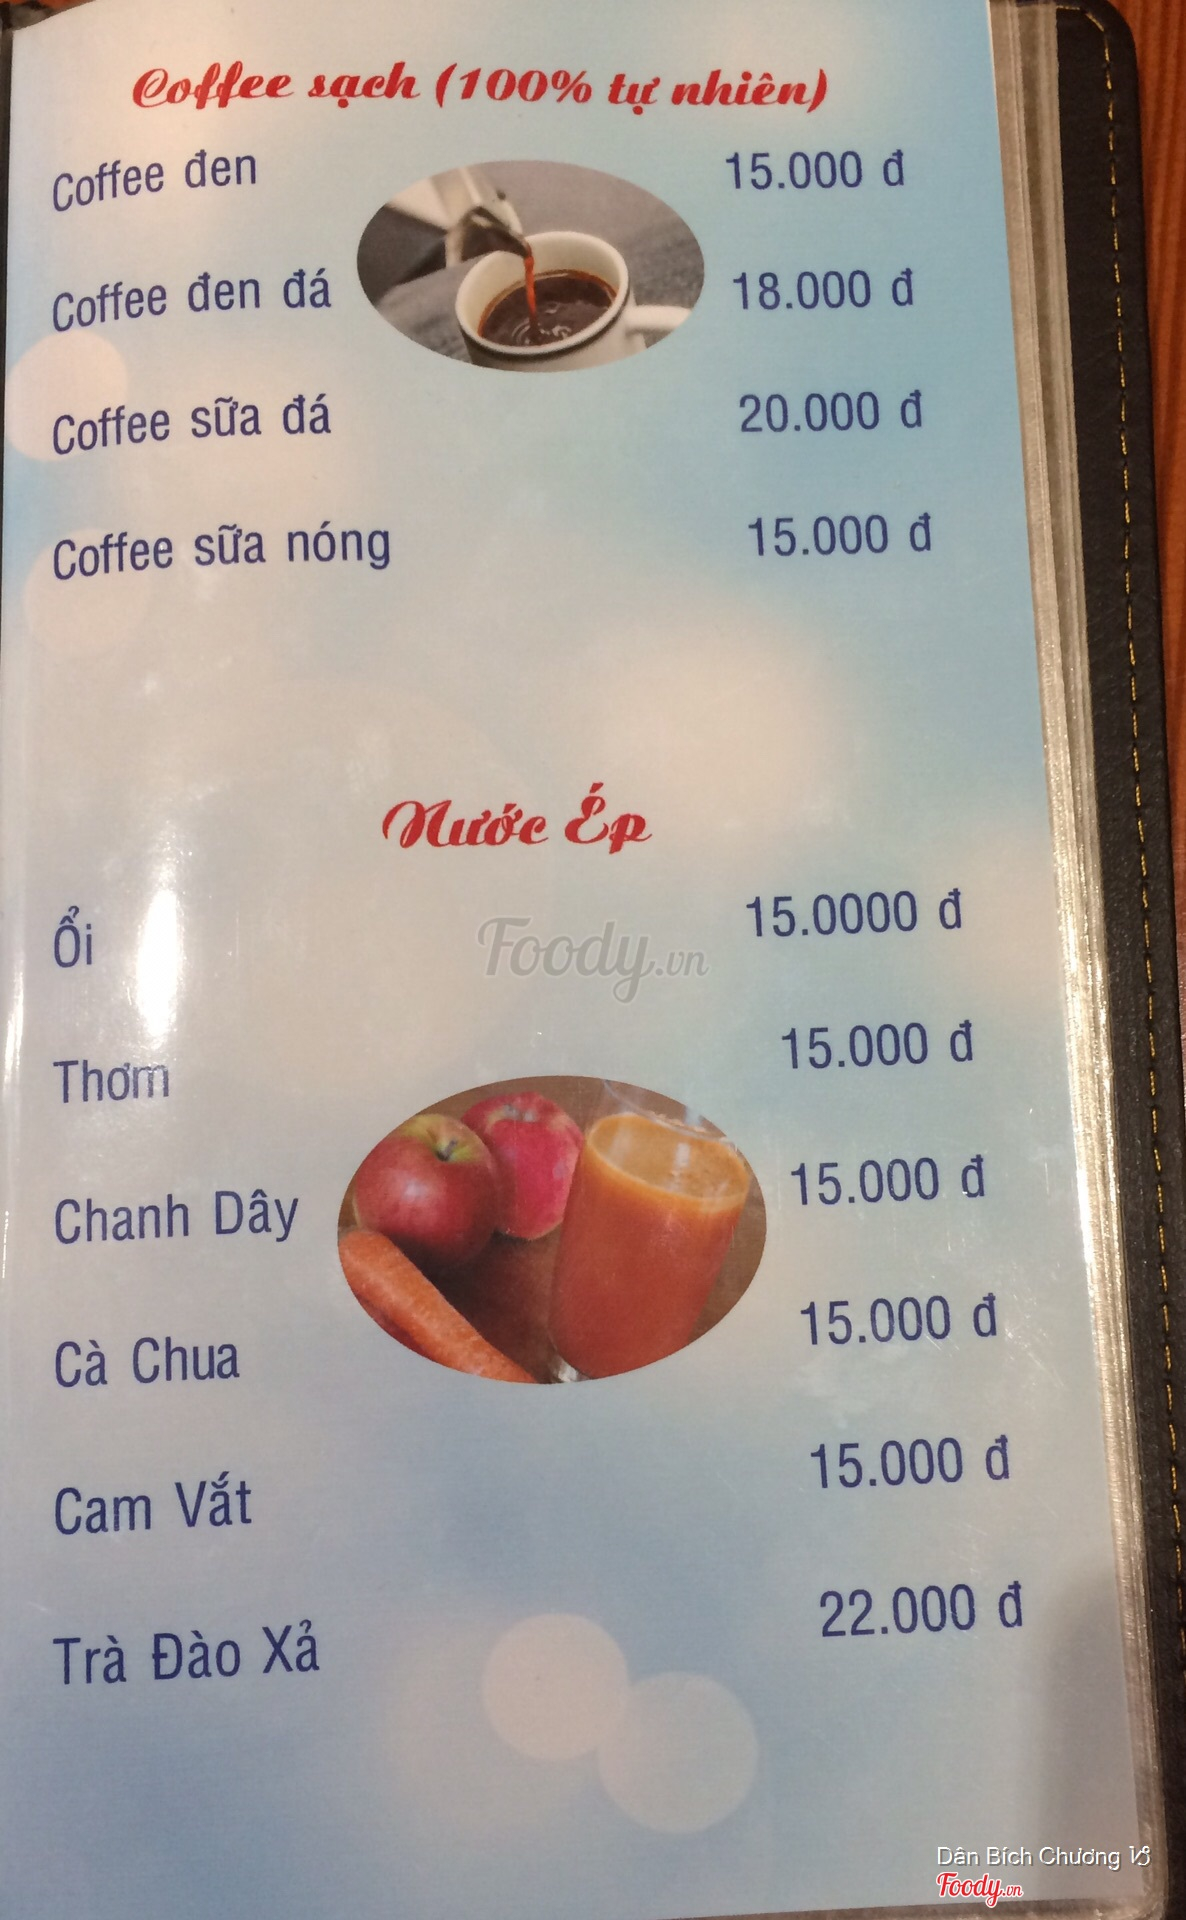 Coffee sạch (100% tự nhiên)
Coffee đen 15.000 đ
Coffee đen đá 18.000 đ
Coffee sữa đá 20.000 đ
Coffee sữa nóng 15.000 đ
Nước Ép
Ổi 15.0000 đ
Foody.vn
Thơm 15.000 đ
Chanh Dây 15.000 đ
Cà Chua 15.000 đ
Cam Vắt 15.000 đ
Trà Đào Xả 22.000 đ
Dân Bích Chương ♑
Foody.vn